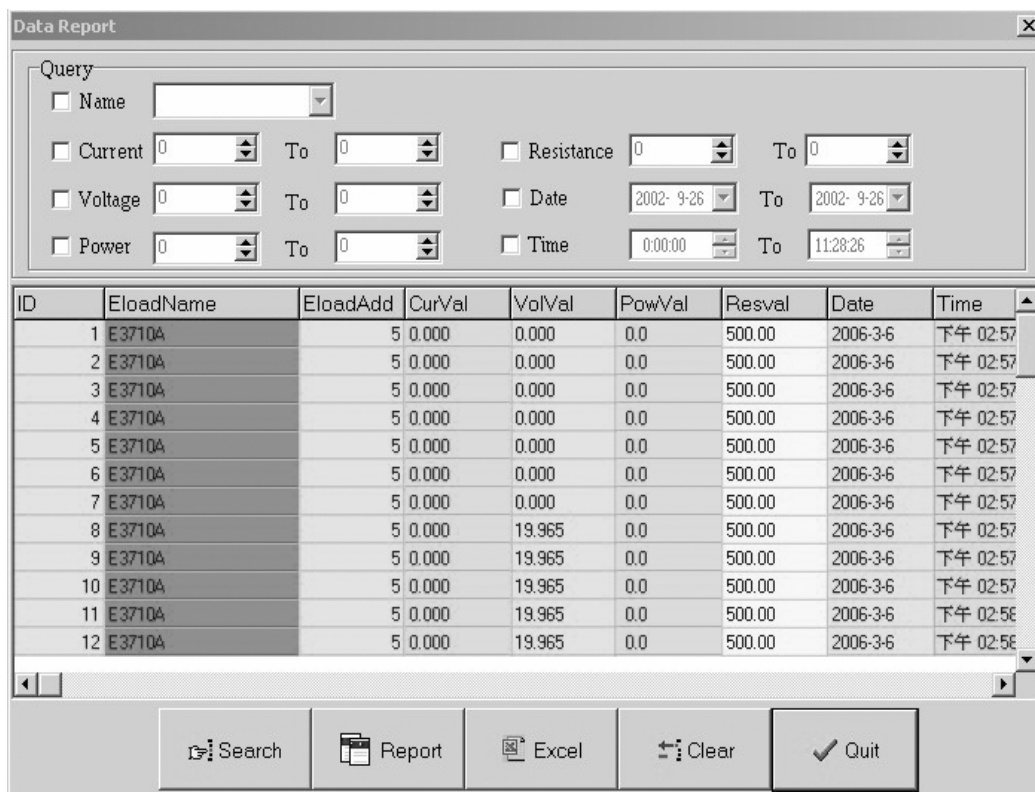 Data Report
Query
Name
Current 0 To 0 Resistance 0 To 0
Voltage 0 To 0 Date 2002- 9-26 To 2002- 9-26
Power 0 To 0 Time 0:00:00 To 11:28:26
ID EloadName EloadAdd CurVal VolVal PowVal Resval Date Time
1 E3710A 5 0.000 0.000 0.0 500.00 2006-3-6 下午 02:57
2 E3710A 5 0.000 0.000 0.0 500.00 2006-3-6 下午 02:57
3 E3710A 5 0.000 0.000 0.0 500.00 2006-3-6 下午 02:57
4 E3710A 5 0.000 0.000 0.0 500.00 2006-3-6 下午 02:57
5 E3710A 5 0.000 0.000 0.0 500.00 2006-3-6 下午 02:57
6 E3710A 5 0.000 0.000 0.0 500.00 2006-3-6 下午 02:57
7 E3710A 5 0.000 0.000 0.0 500.00 2006-3-6 下午 02:57
8 E3710A 5 0.000 19.965 0.0 500.00 2006-3-6 下午 02:57
9 E3710A 5 0.000 19.965 0.0 500.00 2006-3-6 下午 02:57
10 E3710A 5 0.000 19.965 0.0 500.00 2006-3-6 下午 02:57
11 E3710A 5 0.000 19.965 0.0 500.00 2006-3-6 下午 02:58
12 E3710A 5 0.000 19.965 0.0 500.00 2006-3-6 下午 02:58
Search Report Excel Clear Quit